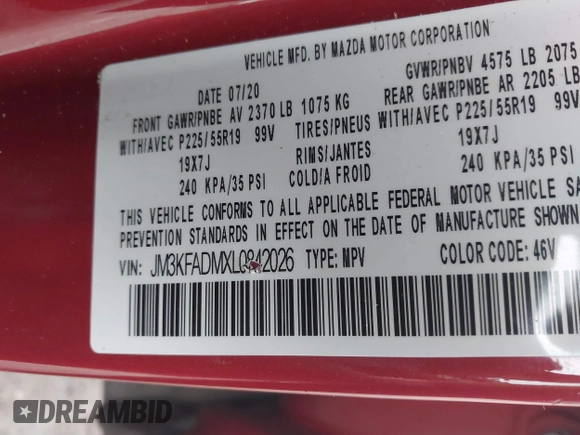 VEHICLE MFD. BY MAZDA MOTOR CORPORATION
DATE 07/20
GVWR/PNBV 4575 LB 2075
FRONT GAWR/PNBE AV 2370 LB 1075 KG
REAR GAWR/PNBE AR 2205 LB
WITH/AVEC P225/55R19 99V TIRES/PNEUS WITH/AVEC P225/55R19 99V
19X7J RIMS/JANTES 19X7J
240 KPA/35 PSI COLD/A FROID 240 KPA/35 PSI
THIS VEHICLE CONFORMS TO ALL APPLICABLE FEDERAL MOTOR VEHICLE SA
PREVENTION STANDARDS IN EFFECT ON THE DATE OF MANUFACTURE SHOWN
VIN: JM3KFADMXL0842026 TYPE: MPV COLOR CODE: 46V
DREAMBID